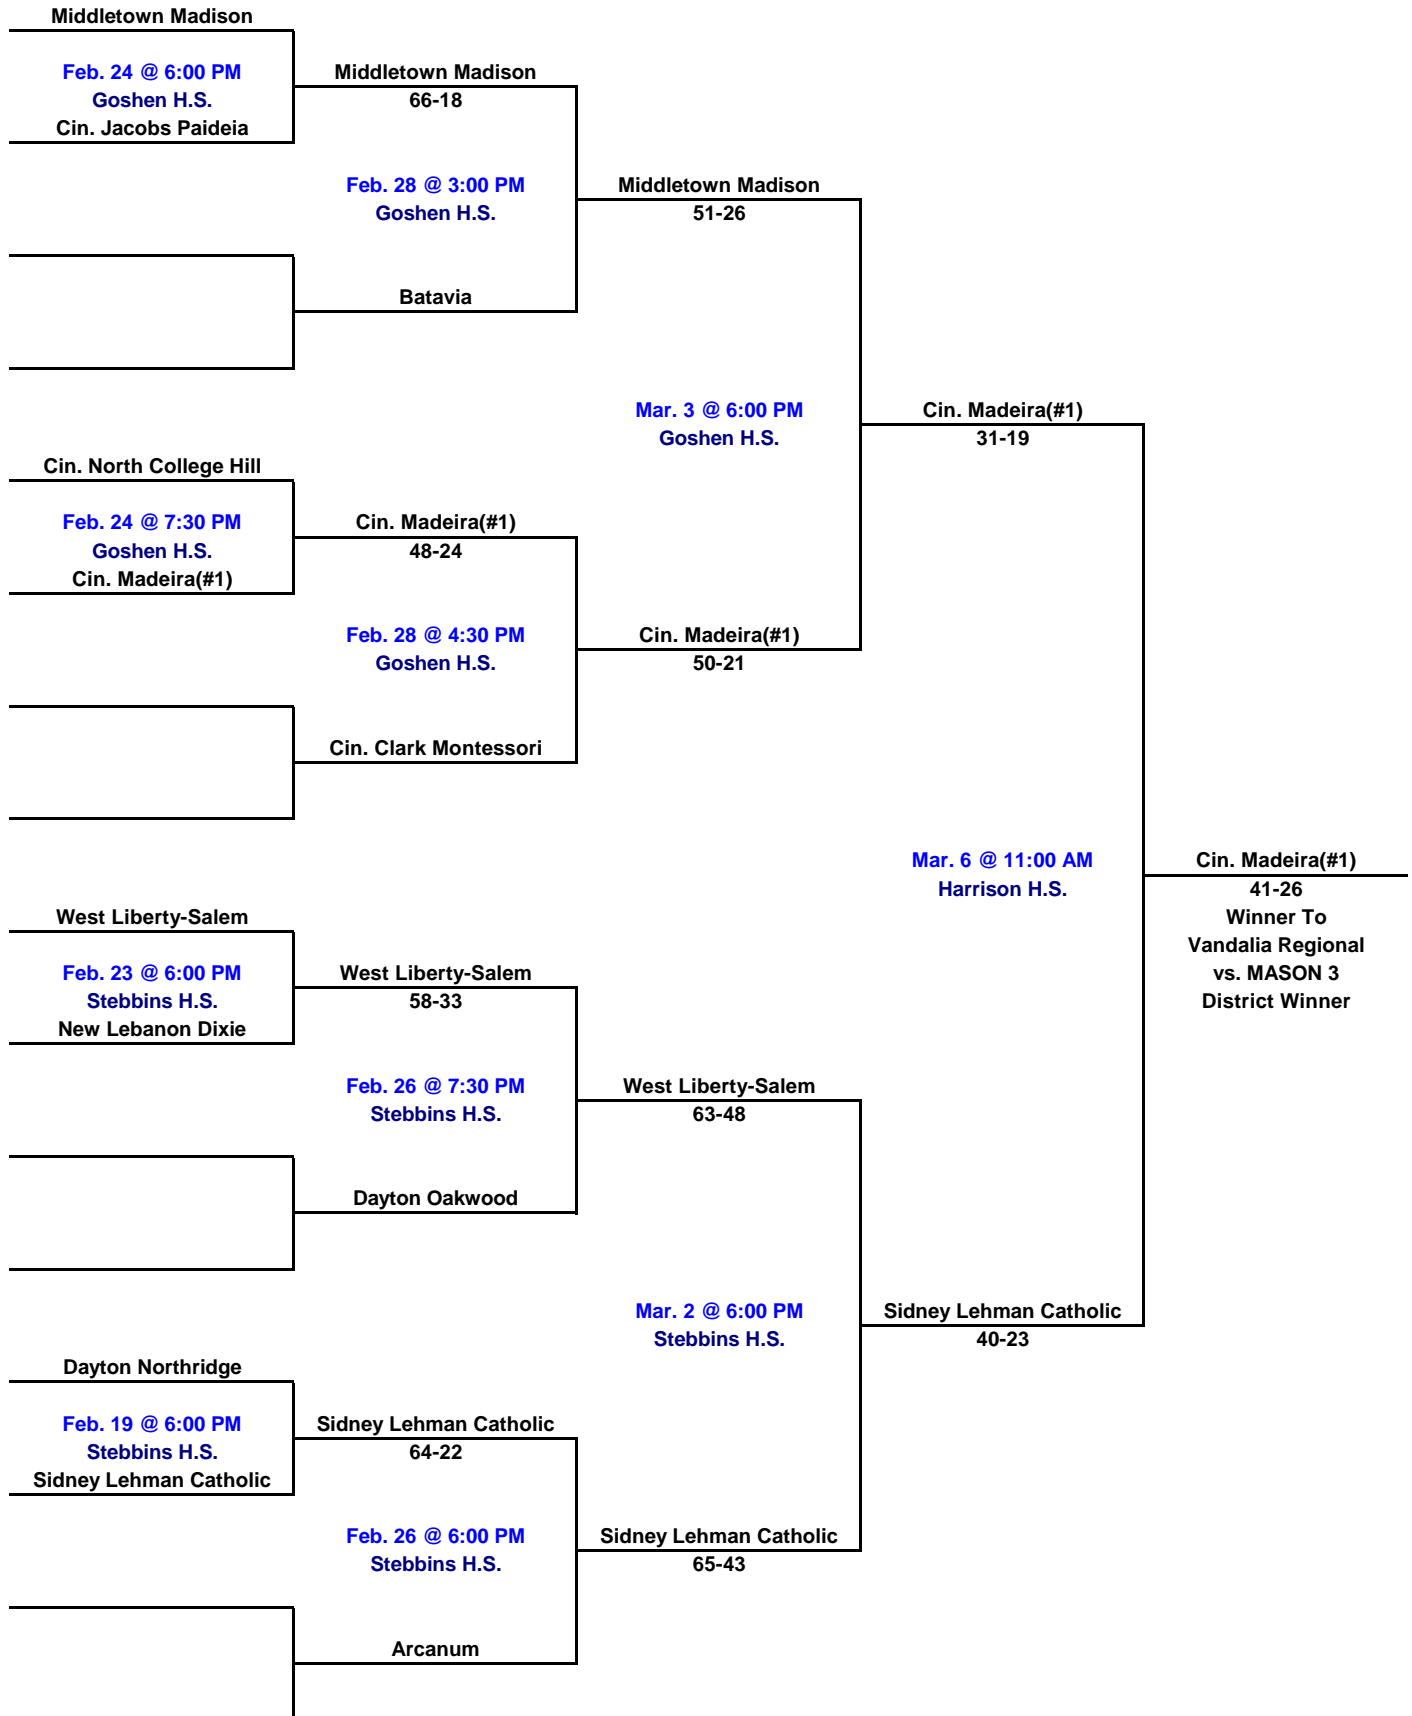 Middletown Madison
Feb. 24 @ 6:00 PM
Goshen H.S.
Cin. Jacobs Paideia
Middletown Madison
66-18
Feb. 28 @ 3:00 PM
Goshen H.S.
Batavia
Middletown Madison
51-26
Cin. North College Hill
Feb. 24 @ 7:30 PM
Goshen H.S.
Cin. Madeira(#1)
Cin. Madeira(#1)
48-24
Feb. 28 @ 4:30 PM
Goshen H.S.
Cin. Clark Montessori
Cin. Madeira(#1)
50-21
Mar. 3 @ 6:00 PM
Goshen H.S.
Cin. Madeira(#1)
31-19
West Liberty-Salem
Feb. 23 @ 6:00 PM
Stebbins H.S.
New Lebanon Dixie
West Liberty-Salem
58-33
Feb. 26 @ 7:30 PM
Stebbins H.S.
Dayton Oakwood
West Liberty-Salem
63-48
Dayton Northridge
Feb. 19 @ 6:00 PM
Stebbins H.S.
Sidney Lehman Catholic
Sidney Lehman Catholic
64-22
Feb. 26 @ 6:00 PM
Stebbins H.S.
Arcanum
Sidney Lehman Catholic
65-43
Mar. 2 @ 6:00 PM
Stebbins H.S.
Sidney Lehman Catholic
40-23
Mar. 6 @ 11:00 AM
Harrison H.S.
Cin. Madeira(#1)
41-26
Winner To
Vandalia Regional
vs. MASON 3
District Winner